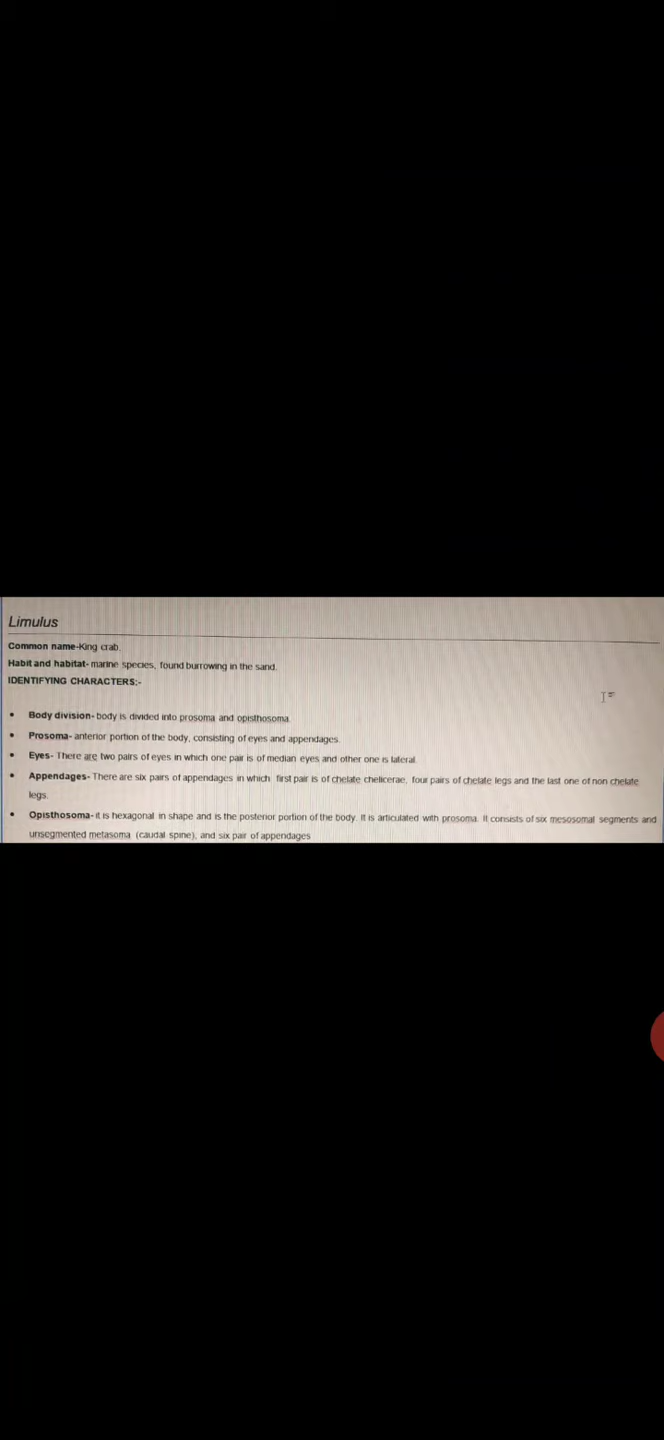 Limulus
Common name-King crab.
Habit and habitat- marine species, found burrowing in the sand.
IDENTIFYING CHARACTERS:-
• Body division- body is divided into prosoma and opisthosoma.
• Prosoma- anterior portion of the body, consisting of eyes and appendages.
• Eyes- There are two pairs of eyes in which one pair is of median eyes and other one is lateral.
• Appendages- There are six pairs of appendages in which first pair is of chelate chelicerae, four pairs of chelate legs and the last one of non chelate
legs.
• Opisthosoma- it is hexagonal in shape and is the posterior portion of the body. It is articulated with prosoma. It consists of six mesosomal segments and
unsegmented metasoma (caudal spine), and six pair of appendages